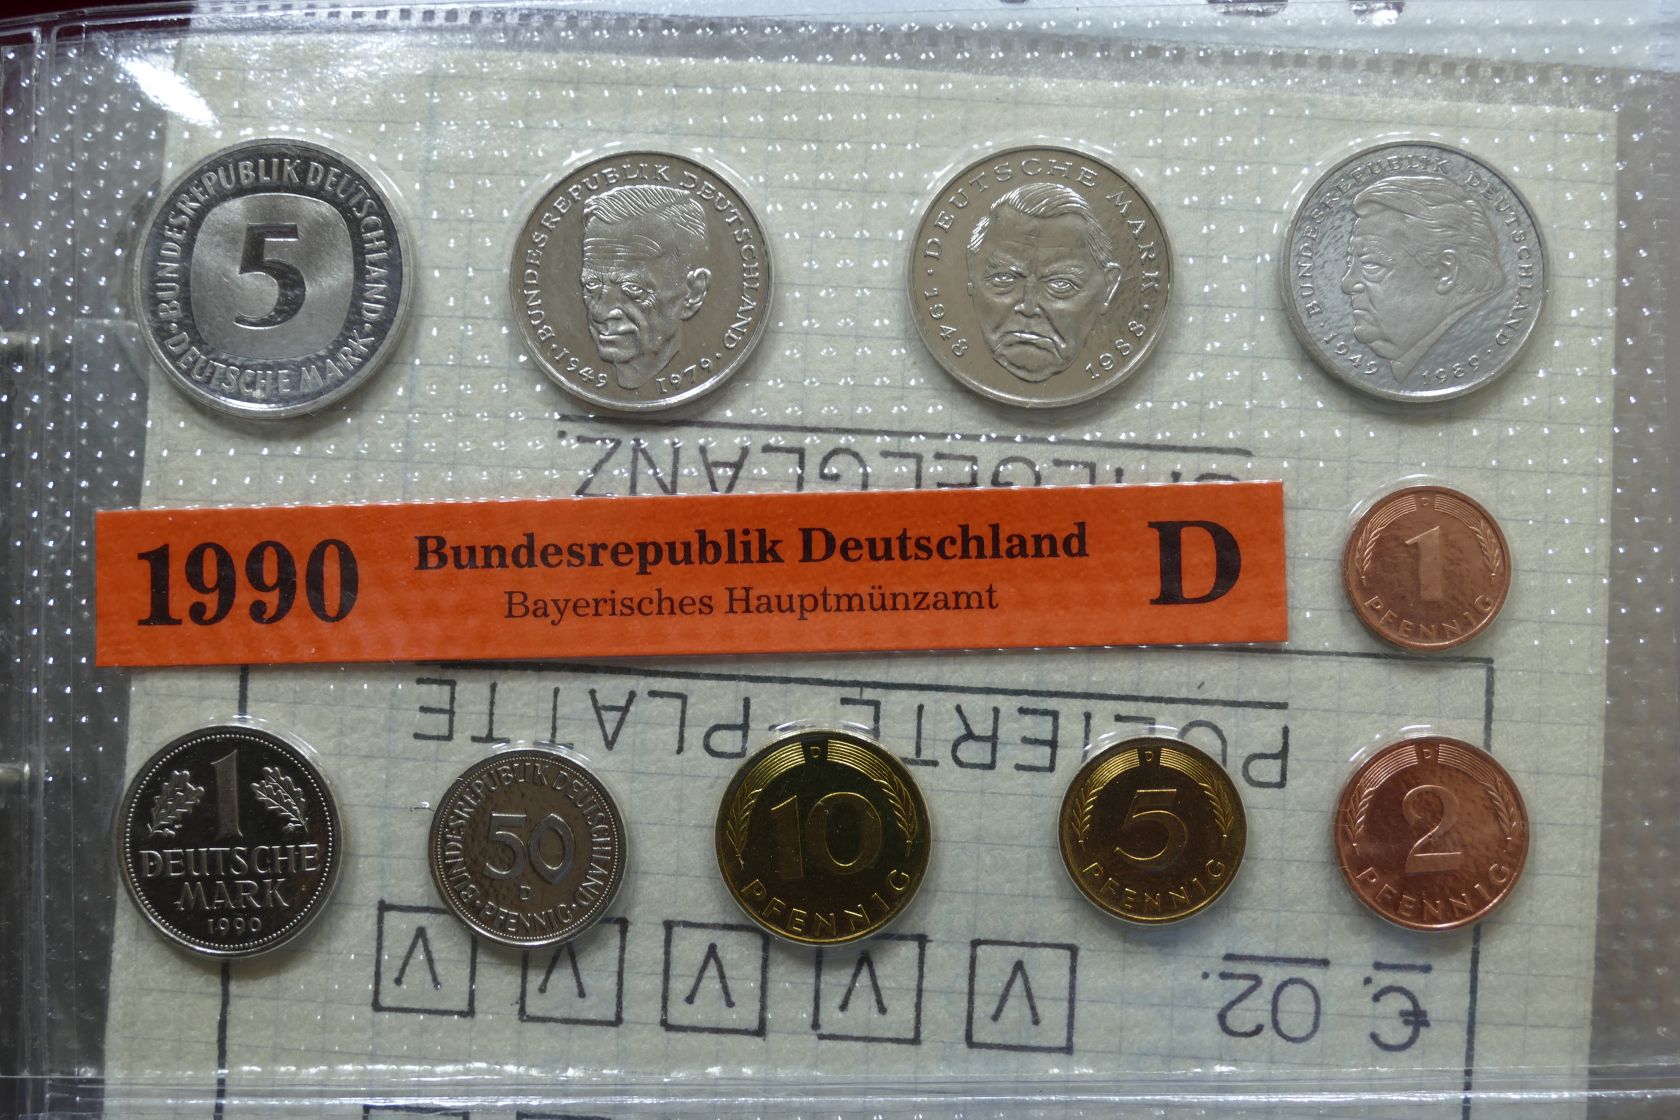 BUNDESREPUBLIK DEUTSCHLAND
5
DEUTSCHE MARK
BUNDESREPUBLIK DEUTSCHLAND
1949 1979
DEUTSCHE MARK
1948 1988
BUNDESREPUBLIK DEUTSCHLAND
1949 1989
SPIEGELGLANZ.
1990 Bundesrepublik Deutschland D
Bayerisches Hauptmünzamt
D
1
PFENNIG
POLIERTE-PLATTE
1
DEUTSCHE
MARK
1990
BUNDESREPUBLIK DEUTSCHLAND
50
D
PFENNIG
D
10
PFENNIG
D
5
PFENNIG
D
2
PFENNIG
V V V V V
€. 02.